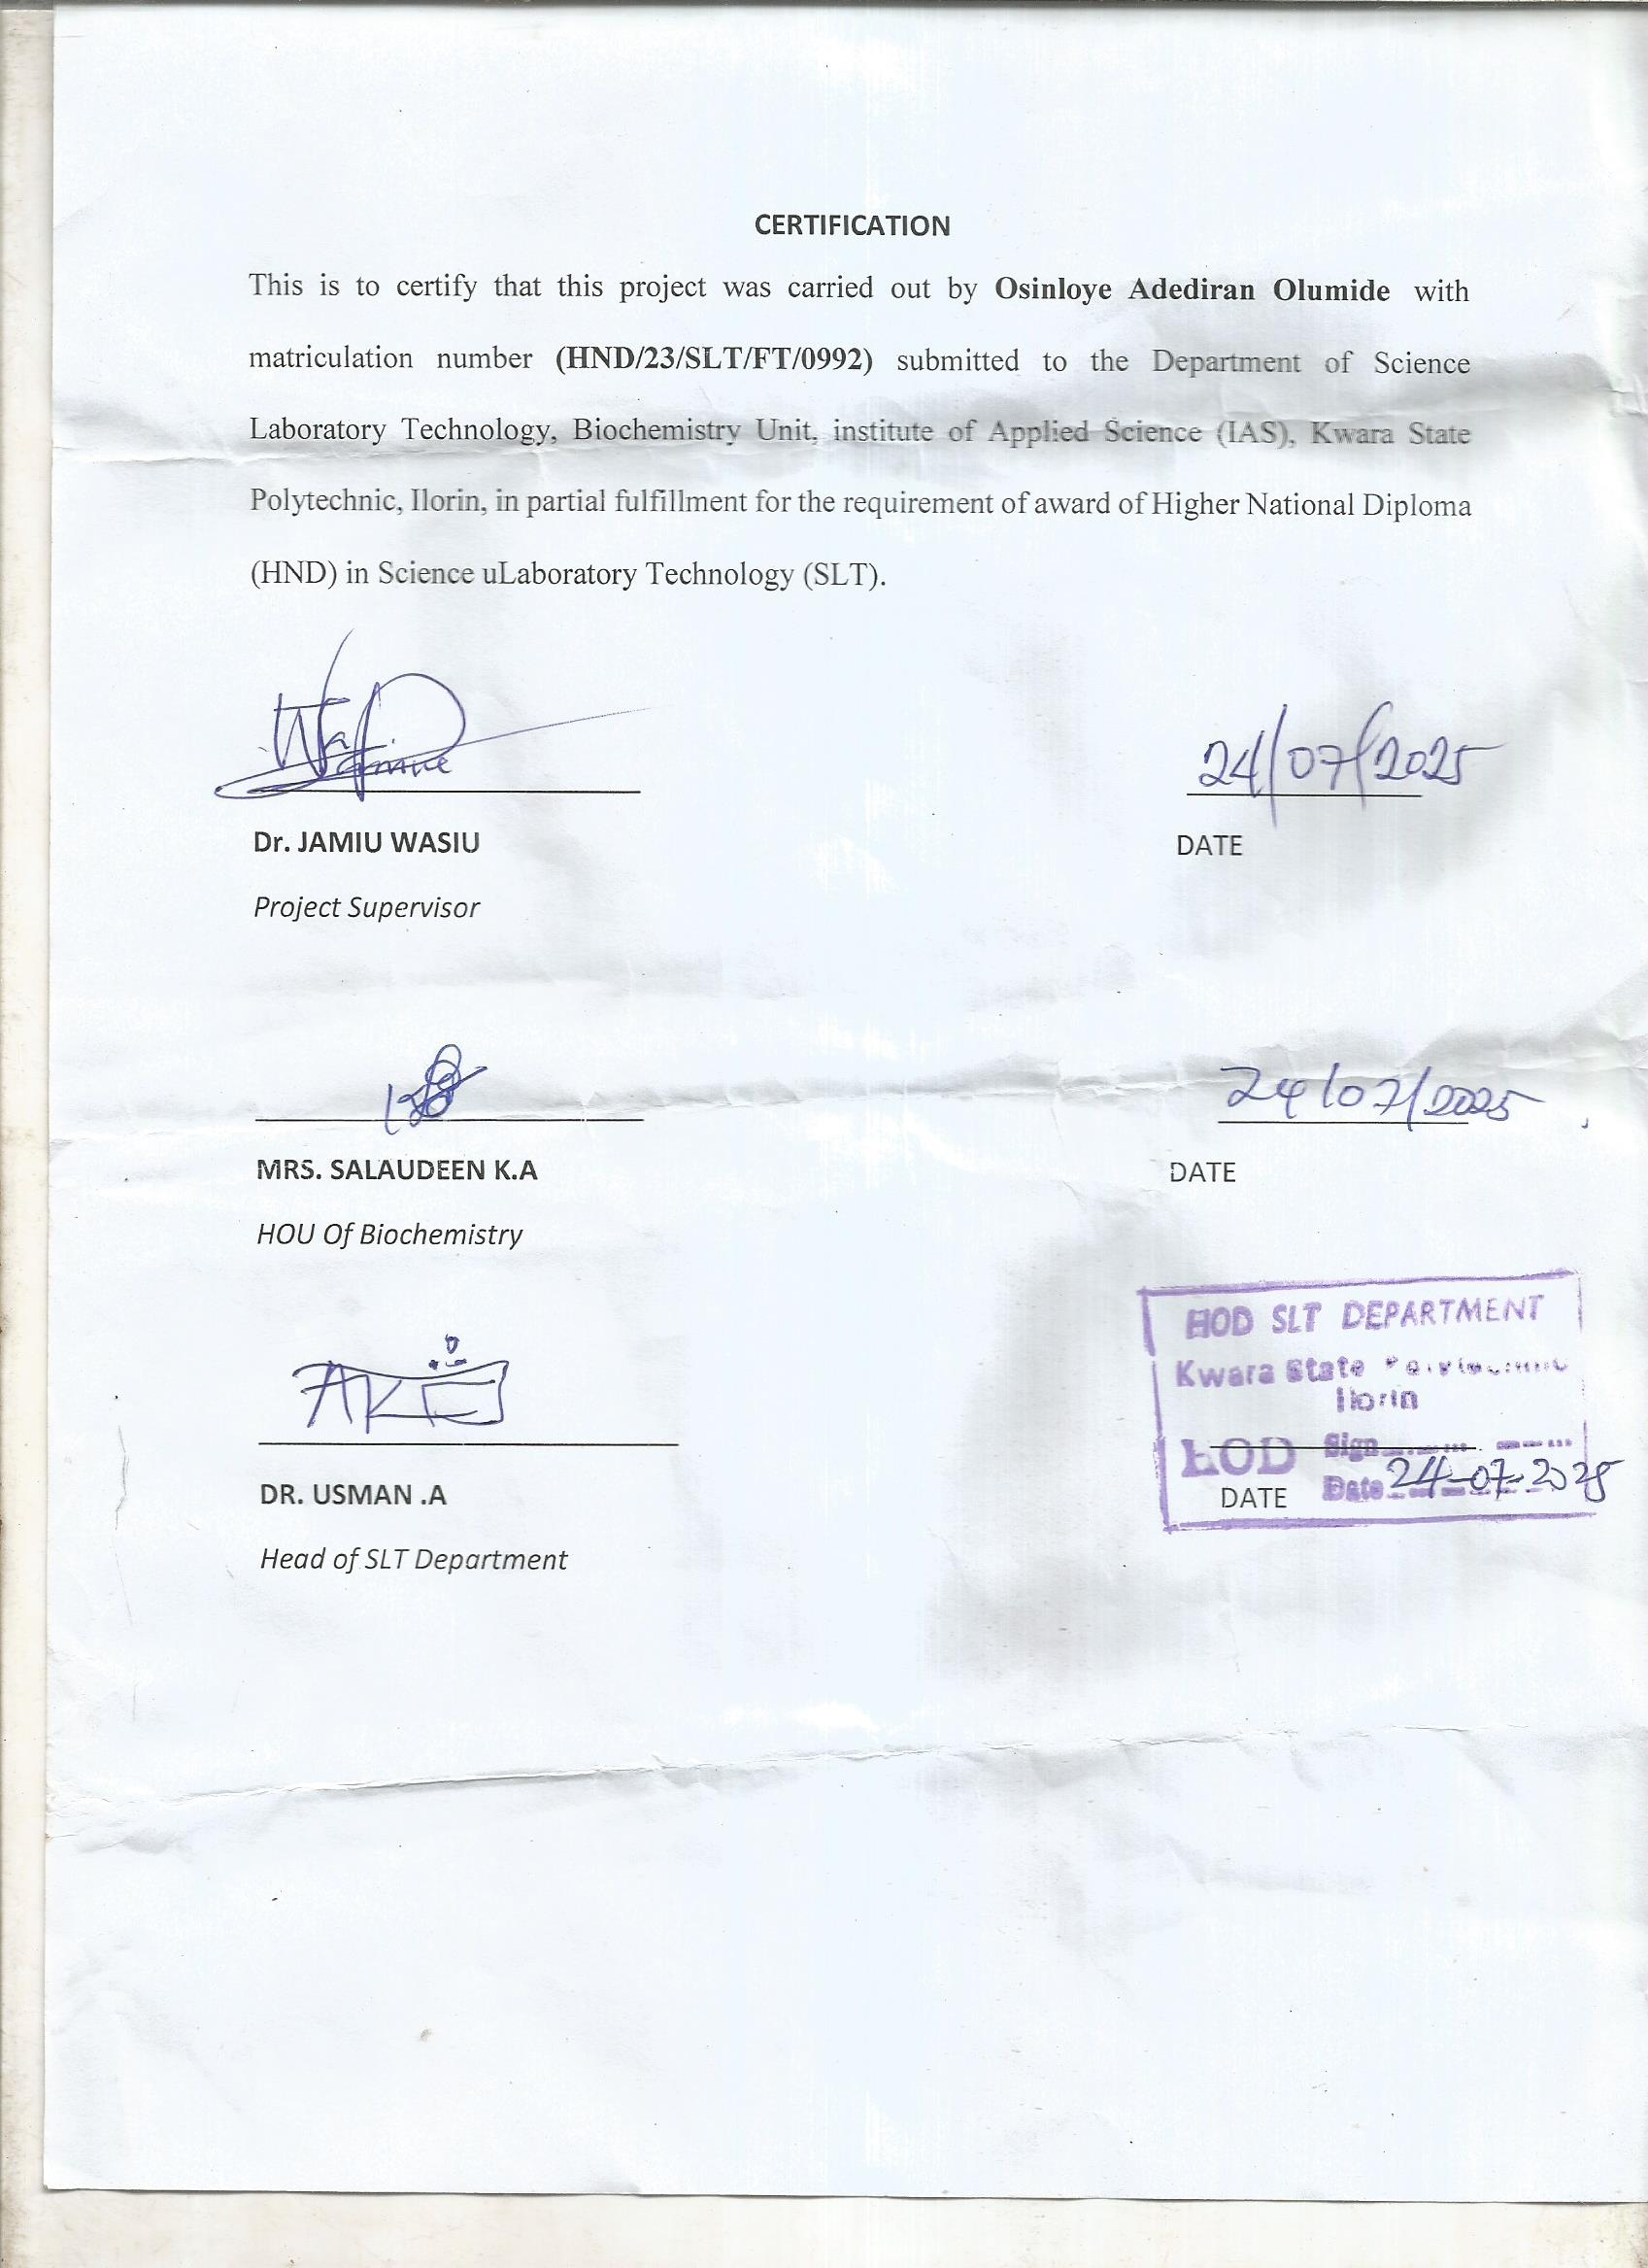 CERTIFICATION
This is to certify that this project was carried out by Osinloye Adediran Olumide with
matriculation number (HND/23/SLT/FT/0992) submitted to the Department of Science
Laboratory Technology, Biochemistry Unit, institute of Applied Science (IAS), Kwara State
Polytechnic, Ilorin, in partial fulfillment for the requirement of award of Higher National Diploma
(HND) in Science uLaboratory Technology (SLT).
24/07/2025
Dr. JAMIU WASIU
DATE
Project Supervisor
24/07/2025
MRS. SALAUDEEN K.A
DATE
HOU Of Biochemistry
HOD SLT DEPARTMENT
Kwara State
Ilorin
HOD Sign
Date 24-07-2025
DR. USMAN .A
DATE
Head of SLT Department